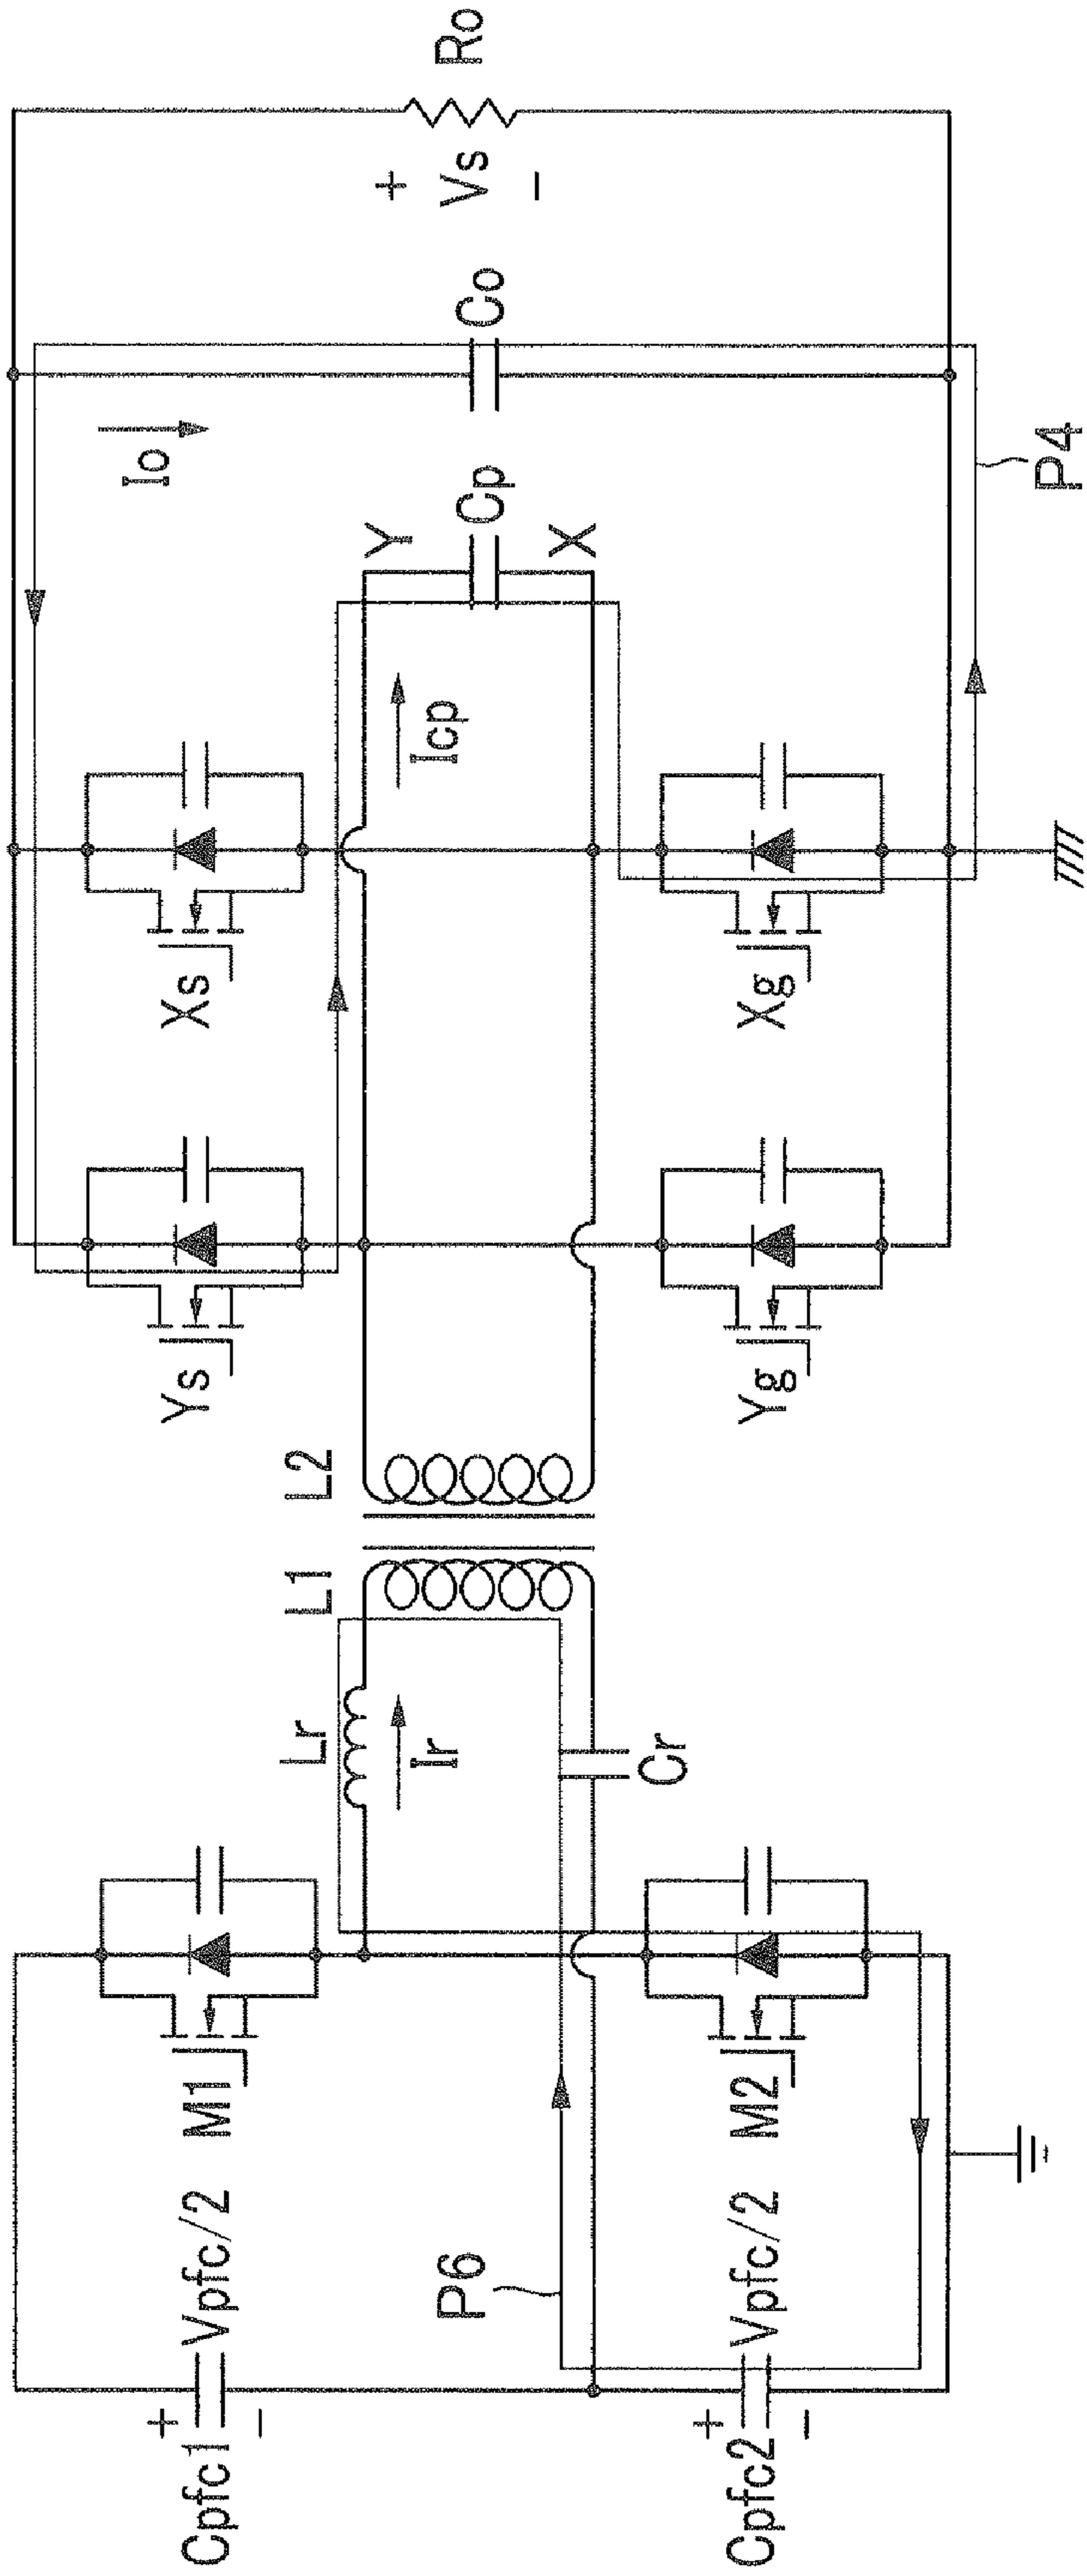 Cpfc1
+
-
Vpfc/2
M1
Lr
Ir
L1
L2
Ys
Xs
Icp
Y
Cp
X
Io
Co
+
Vs
-
Ro
Cpfc2
+
-
Vpfc/2
M2
P6
Cr
Yg
Xg
P4